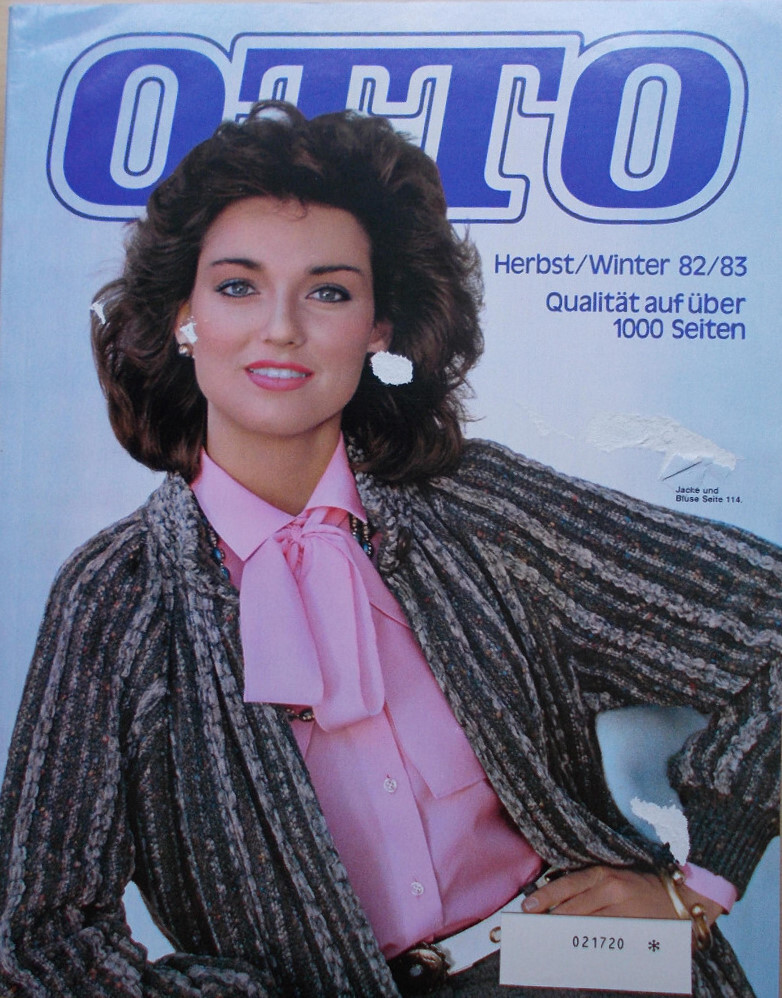 OTTO
Herbst/Winter 82/83
Qualität auf über
1000 Seiten
Jacke und
Bluse Seite 114.
021720 *